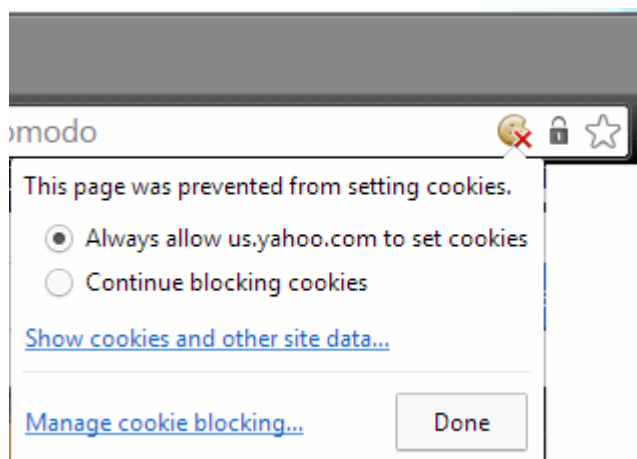 omodo
This page was prevented from setting cookies.
Always allow us.yahoo.com to set cookies
Continue blocking cookies
Show cookies and other site data...
Manage cookie blocking...
Done